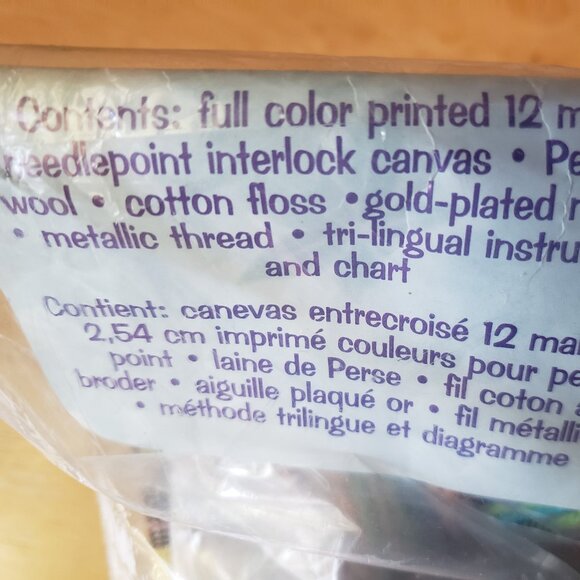 Contents: full color printed 12 m
needlepoint interlock canvas • Pe
wool • cotton floss • gold-plated n
• metallic thread • tri-lingual instru
and chart
Contient: canevas entrecroisé 12 mai
2,54 cm imprimé couleurs pour pe
point • laine de Perse • fil coton
broder • aiguille plaqué or • fil métalli
• méthode trilingue et diagramme